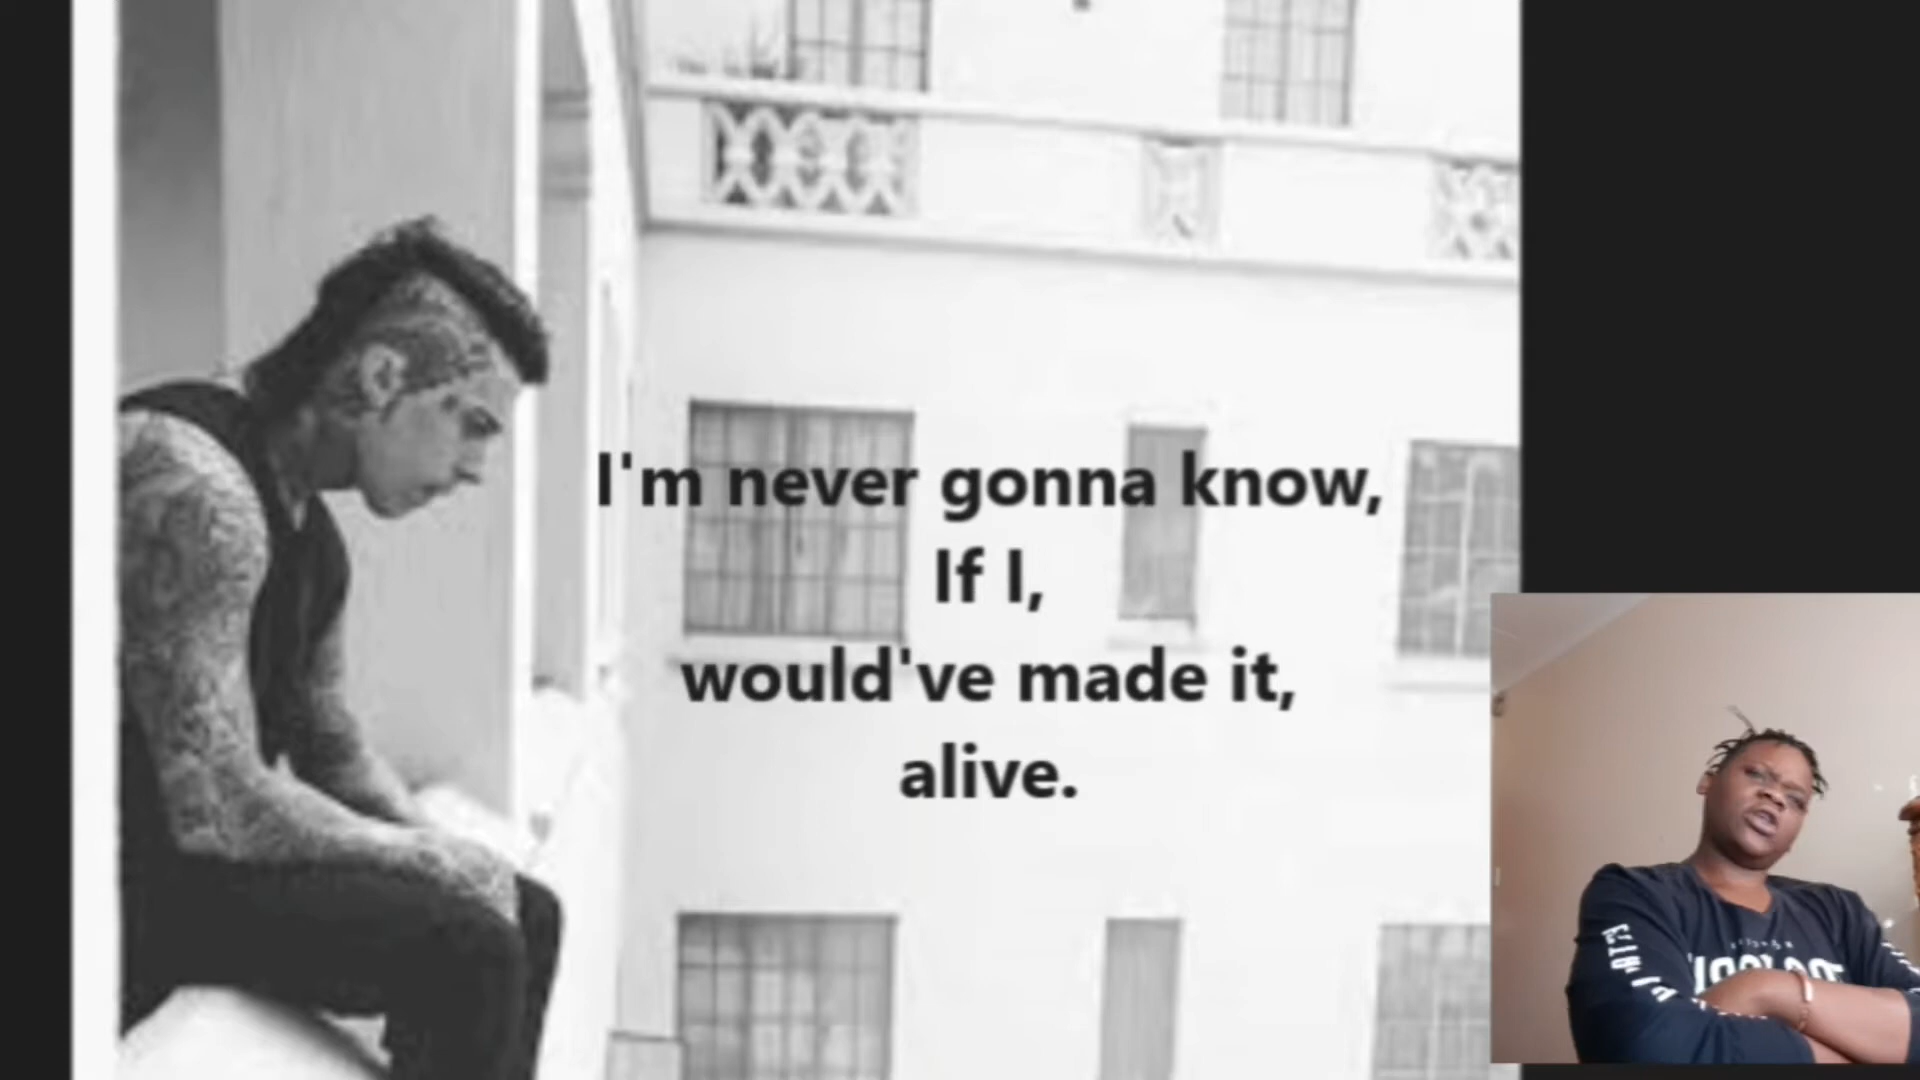 I'm never gonna know,
If I,
would've made it,
alive.